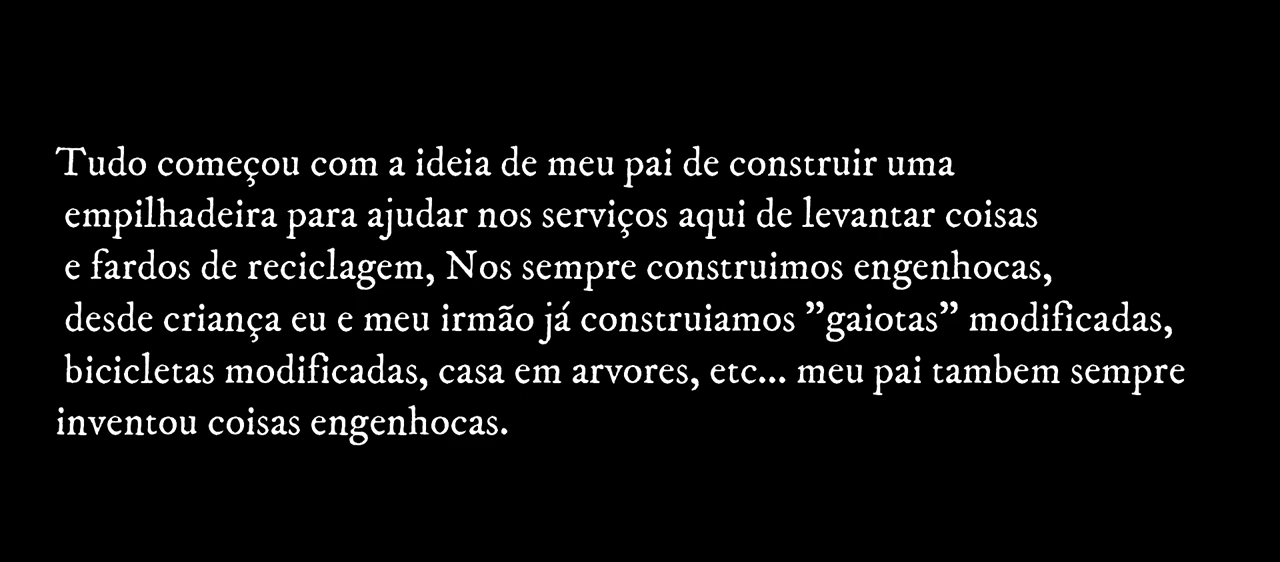 Tudo começou com a ideia de meu pai de construir uma
empilhadeira para ajudar nos serviços aqui de levantar coisas
e fardos de reciclagem, Nos sempre construimos engenhocas,
desde criança eu e meu irmão já construiamos ”gaiotas” modificadas,
bicicletas modificadas, casa em arvores, etc... meu pai tambem sempre
inventou coisas engenhocas.